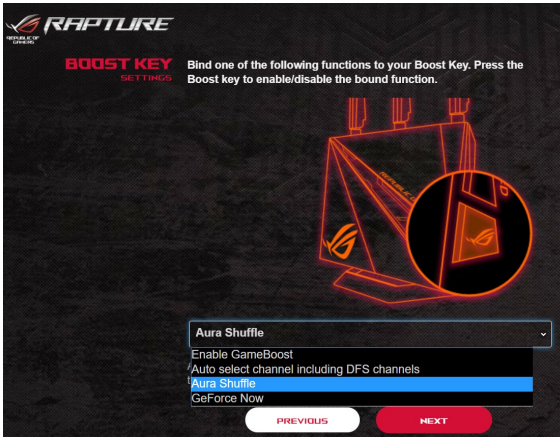 RAPTURE
REPUBLIC OF
GAMERS
BOOST KEY
SETTINGS
Bind one of the following functions to your Boost Key. Press the
Boost key to enable/disable the bound function.
Aura Shuffle
Enable GameBoost
Auto select channel including DFS channels
Aura Shuffle
GeForce Now
PREVIOUS
NEXT